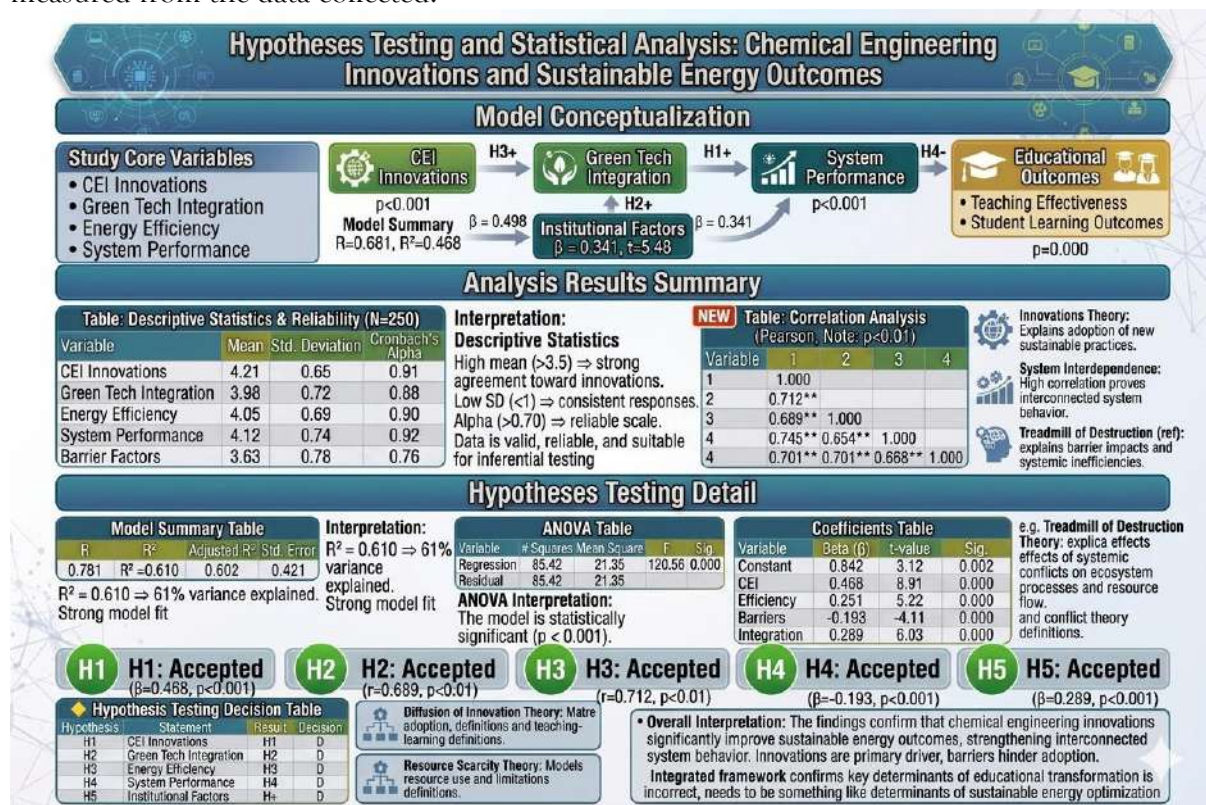 measured from the data collected.
Hypotheses Testing and Statistical Analysis: Chemical Engineering
Innovations and Sustainable Energy Outcomes
Model Conceptualization
Study Core Variables
• CEI Innovations
• Green Tech Integration
• Energy Efficiency
• System Performance
CEI
Innovations
p<0.001
Model Summary
R=0.681, R²=0.468
H3+
β = 0.498
Green Tech
Integration
H2+
Institutional Factors
β = 0.341, t=5.48
H1+
β = 0.341
System
Performance
p<0.001
H4-
Educational
Outcomes
• Teaching Effectiveness
• Student Learning Outcomes
p=0.000
Analysis Results Summary
Table: Descriptive Statistics & Reliability (N=250)
Variable Mean Std. Deviation Cronbach's Alpha
CEI Innovations 4.21 0.65 0.91
Green Tech Integration 3.98 0.72 0.88
Energy Efficiency 4.05 0.69 0.90
System Performance 4.12 0.74 0.92
Barrier Factors 3.63 0.78 0.76
Interpretation:
Descriptive Statistics
High mean (>3.5) ⇒ strong
agreement toward innovations.
Low SD (<1) ⇒ consistent responses.
Alpha (>0.70) ⇒ reliable scale.
Data is valid, reliable, and suitable
for inferential testing
NEW
Table: Correlation Analysis
(Pearson, Note: p<0.01)
Variable 1 2 3 4
1 1.000
2 0.712**
3 0.689** 1.000
4 0.745** 0.654** 1.000
4 0.701** 0.701** 0.668** 1.000
Innovations Theory:
Explains adoption of new
sustainable practices.
System Interdependence:
High correlation proves
interconnected system
behavior.
Treadmill of Destruction (ref):
explains barrier impacts and
systemic inefficiencies.
Hypotheses Testing Detail
Model Summary Table
R R² Adjusted R² Std. Error
0.781 R² =0.610 0.602 0.421
R² = 0.610 ⇒ 61% variance explained.
Strong model fit
Interpretation:
R² = 0.610 ⇒ 61%
variance
explained.
Strong model fit
ANOVA Table
Variable # Squares Mean Square F Sig.
Regression 85.42 21.35 120.56 0.000
Residual 85.42 21.35
ANOVA Interpretation:
The model is statistically
significant (p < 0.001).
Coefficients Table
Variable Beta (β) t-value Sig.
Constant 0.842 3.12 0.002
CEI 0.468 8.91 0.000
Efficiency 0.251 5.22 0.000
Barriers -0.193 -4.11 0.000
Integration 0.289 6.03 0.000
e.g. Treadmill of Destruction
Theory: explica effects
effects of systemic
conflicts on ecosystem
processes and resource
flow.
and conflict theory
definitions.
H1 H1: Accepted
(β=0.468, p<0.001)
H2 H2: Accepted
(r=0.689, p<0.01)
H3 H3: Accepted
(r=0.712, p<0.01)
H4 H4: Accepted
(β=-0.193, p<0.001)
H5 H5: Accepted
(β=0.289, p<0.001)
Hypothesis Testing Decision Table
Hypothesis Statement Result Decision
H1 CEI Innovations H1 D
H2 Green Tech Integration H2 D
H3 Energy Efficiency H3 D
H4 System Performance H4 D
H5 Institutional Factors H+ D
Diffusion of Innovation Theory: Matre
adoption, definitions and teaching-
learning definitions.
Resource Scarcity Theory: Models
resource use and limitations
definitions.
• Overall Interpretation: The findings confirm that chemical engineering innovations
significantly improve sustainable energy outcomes, strengthening interconnected
system behavior. Innovations are primary driver, barriers hinder adoption.
Integrated framework confirms key determinants of educational transformation is
incorrect, needs to be something like determinants of sustainable energy optimization